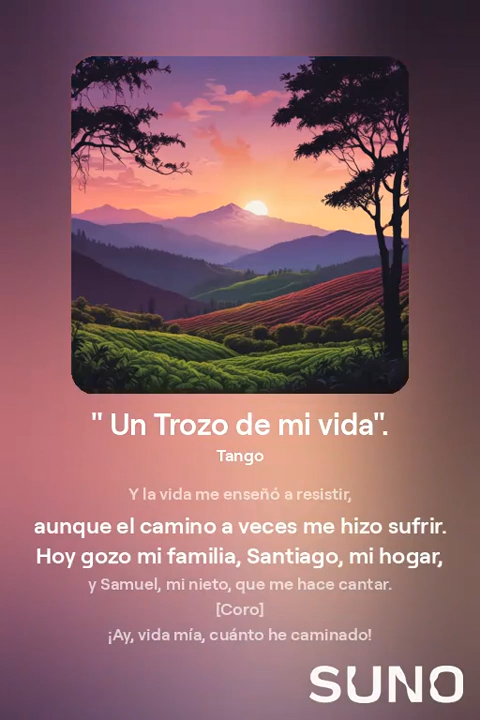 " Un Trozo de mi vida".
Tango
Y la vida me enseñó a resistir,
aunque el camino a veces me hizo sufrir.
Hoy gozo mi familia, Santiago, mi hogar,
y Samuel, mi nieto, que me hace cantar.
[Coro]
¡Ay, vida mía, cuánto he caminado!
SUNO